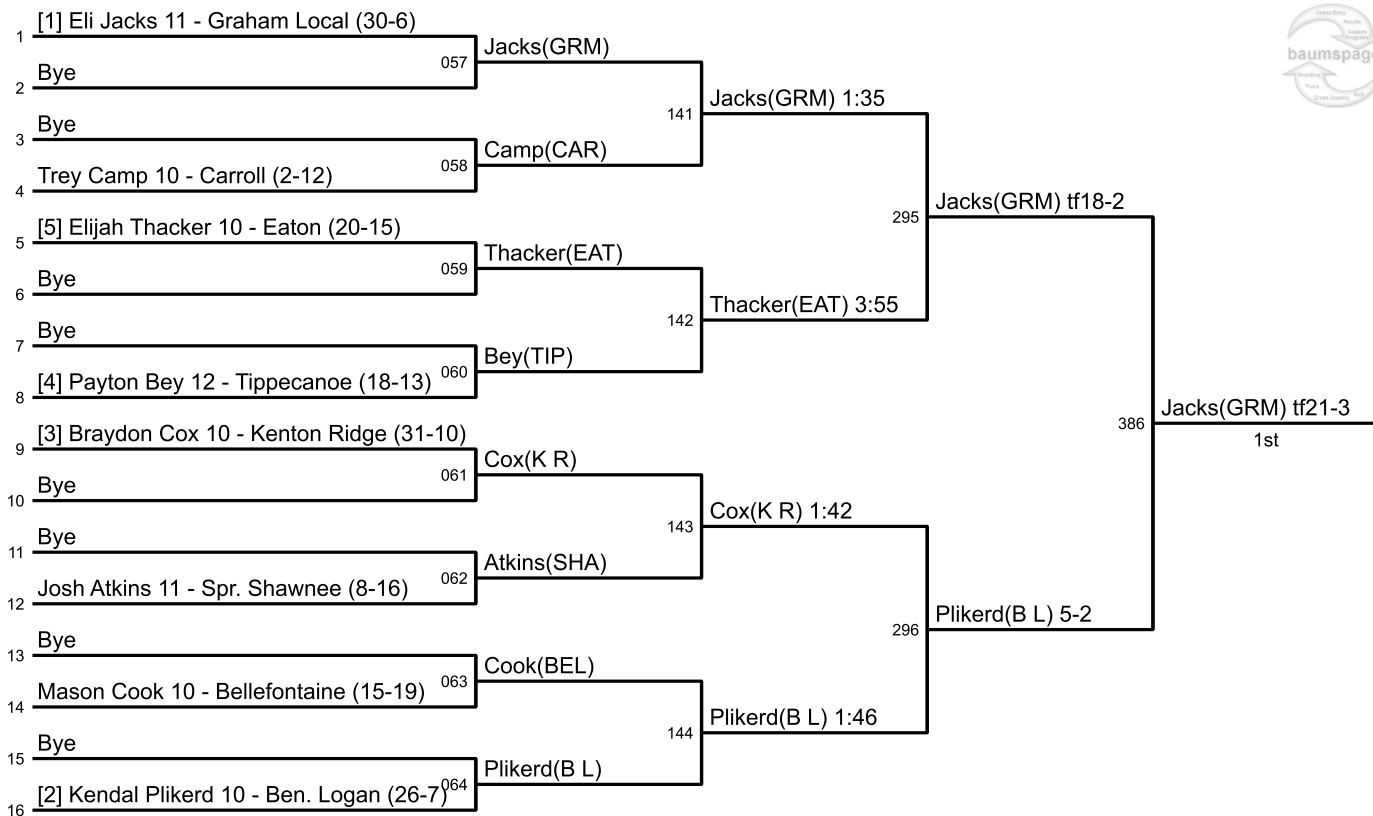 [1] Eli Jacks 11 - Graham Local (30-6)
1
Bye
2
057
Jacks(GRM)
Bye
3
Trey Camp 10 - Carroll (2-12)
4
058
Camp(CAR)
141
Jacks(GRM) 1:35
[5] Elijah Thacker 10 - Eaton (20-15)
5
Bye
6
059
Thacker(EAT)
Bye
7
[4] Payton Bey 12 - Tippecanoe (18-13)
8
060
Bey(TIP)
142
Thacker(EAT) 3:55
295
Jacks(GRM) tf18-2
[3] Braydon Cox 10 - Kenton Ridge (31-10)
9
Bye
10
061
Cox(K R)
Bye
11
Josh Atkins 11 - Spr. Shawnee (8-16)
12
062
Atkins(SHA)
143
Cox(K R) 1:42
Bye
13
Mason Cook 10 - Bellefontaine (15-19)
14
063
Cook(BEL)
Bye
15
[2] Kendal Plikerd 10 - Ben. Logan (26-7)
16
064
Plikerd(B L)
144
Plikerd(B L) 1:46
296
Plikerd(B L) 5-2
386
Jacks(GRM) tf21-3
1st
baumspage
Cross Country